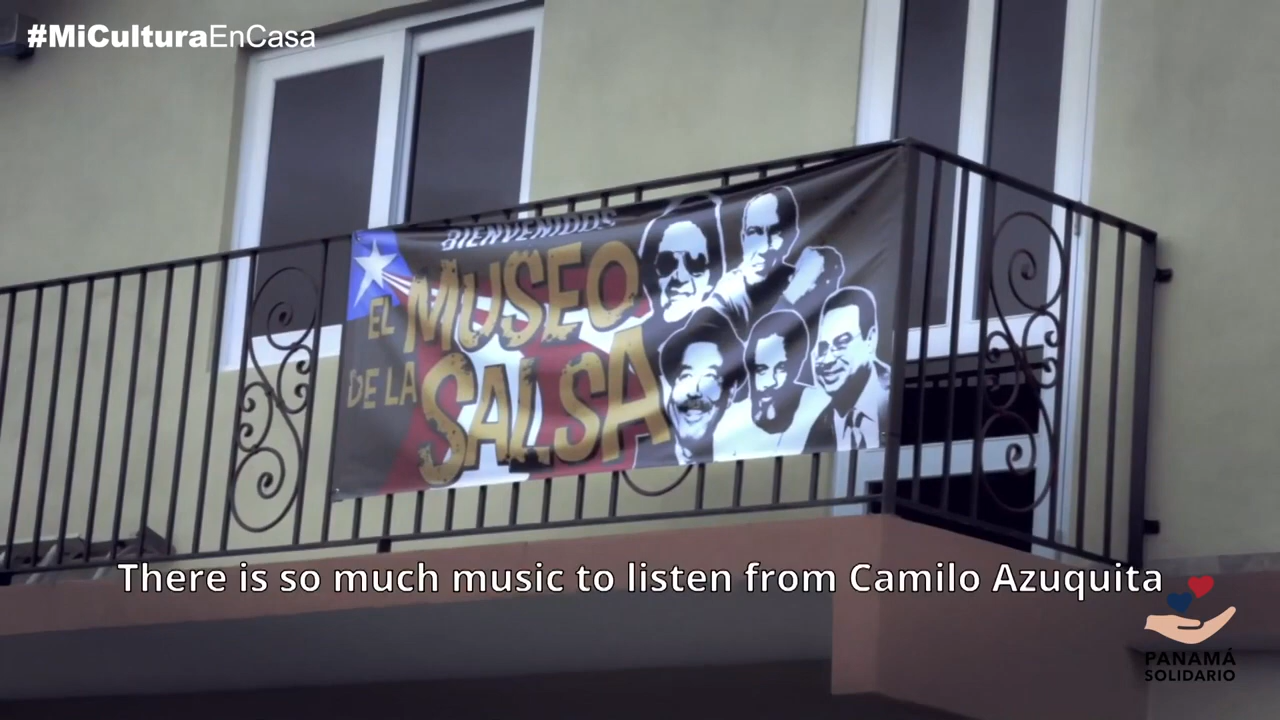 #MiCulturaEnCasa
BIENVENIDOS
EL MUSEO
DE LA SALSA
There is so much music to listen from Camilo Azuquita
PANAMÁ
SOLIDARIO